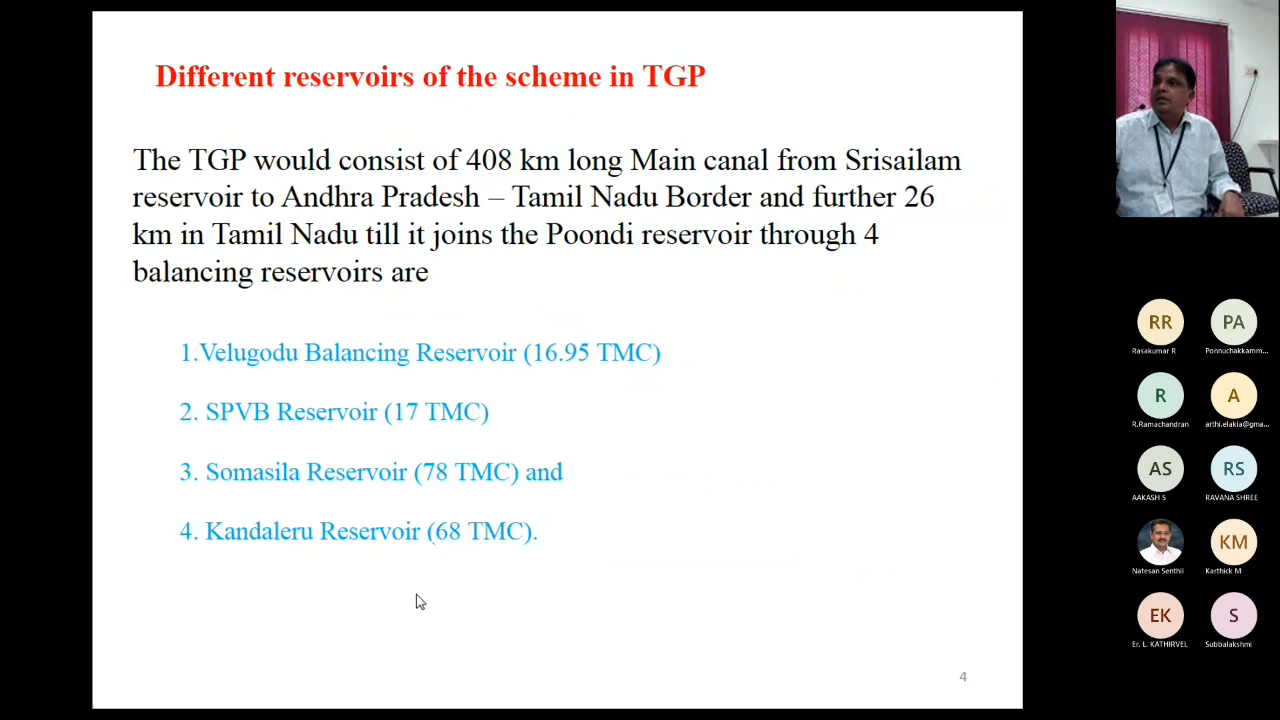 Different reservoirs of the scheme in TGP
The TGP would consist of 408 km long Main canal from Srisailam
reservoir to Andhra Pradesh – Tamil Nadu Border and further 26
km in Tamil Nadu till it joins the Poondi reservoir through 4
balancing reservoirs are
1.Velugodu Balancing Reservoir (16.95 TMC)
2. SPVB Reservoir (17 TMC)
3. Somasila Reservoir (78 TMC) and
4. Kandaleru Reservoir (68 TMC).
4
RR
PA
Rasakumar R
Ponnuchakkamm...
R
A
R.Ramachandran
arthi.elakia@gma...
AS
RS
AAKASH S
RAVANA SHREE
KM
Natesan Senthil
Karthick M
EK
S
Er. L. KATHIRVEL
Subbalakshmi